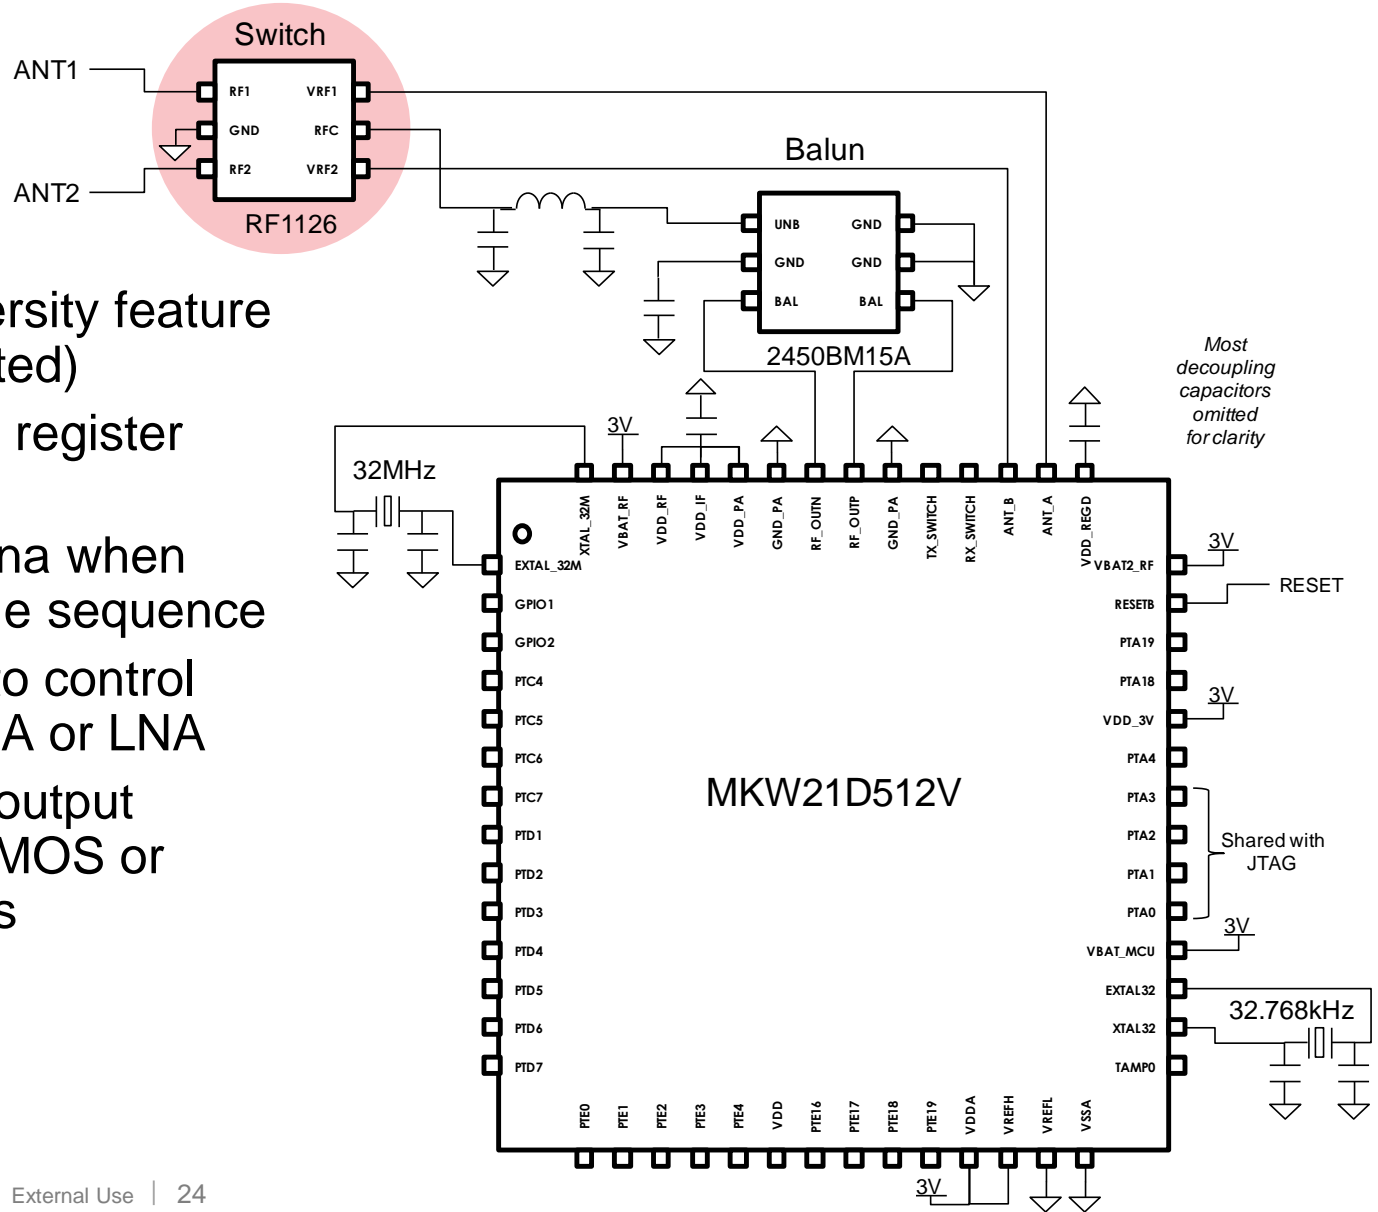 Switch
ANT1
ANT2
RF1
GND
RF2
VRF1
RFC
VRF2
RF1126
Balun
UNB
GND
BAL
GND
GND
BAL
2450BM15A
ersity feature
ted)
register
na when
e sequence
to control
A or LNA
output
MOS or
s
Most
decoupling
capacitors
omitted
for clarity
3V
32MHz
XTAL_32M
VBAT_RF
VDD_RF
VDD_IF
VDD_PA
GND_PA
RF_OUTN
RF_OUTP
GND_PA
TX_SWITCH
RX_SWITCH
ANT_B
ANT_A
VDD_REGD
EXTAL_32M
GPIO1
GPIO2
PTC4
PTC5
PTC6
PTC7
PTD1
PTD2
PTD3
PTD4
PTD5
PTD6
PTD7
MKW21D512V
VBAT2_RF
RESETB
PTA19
PTA18
VDD_3V
PTA4
PTA3
PTA2
PTA1
PTA0
VBAT_MCU
EXTAL32
XTAL32
TAMP0
3V
RESET
3V
Shared with
JTAG
3V
32.768kHz
PTE0
PTE1
PTE2
PTE3
PTE4
VDD
PTE16
PTE17
PTE18
PTE19
VDDA
VREFH
VREFL
VSSA
3V
External Use | 24